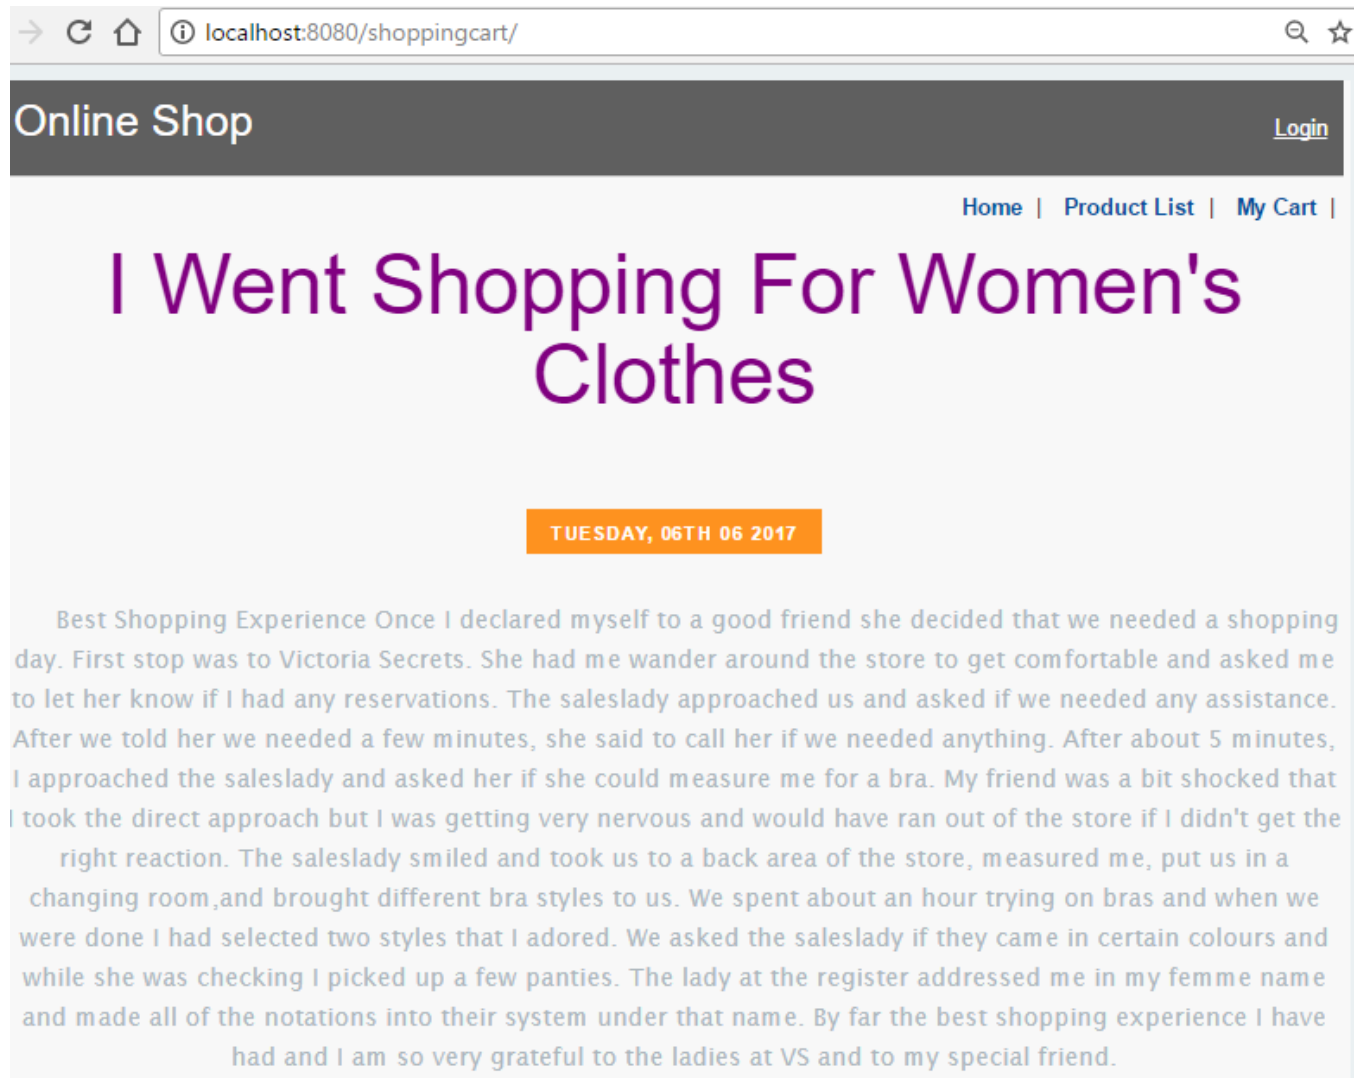 localhost:8080/shoppingcart/
Online Shop
Login
Home | Product List | My Cart |
I Went Shopping For Women's
Clothes
TUESDAY, 06TH 06 2017
Best Shopping Experience Once I declared myself to a good friend she decided that we needed a shopping
day. First stop was to Victoria Secrets. She had me wander around the store to get comfortable and asked me
to let her know if I had any reservations. The saleslady approached us and asked if we needed any assistance.
After we told her we needed a few minutes, she said to call her if we needed anything. After about 5 minutes,
I approached the saleslady and asked her if she could measure me for a bra. My friend was a bit shocked that
I took the direct approach but I was getting very nervous and would have ran out of the store if I didn't get the
right reaction. The saleslady smiled and took us to a back area of the store, measured me, put us in a
changing room,and brought different bra styles to us. We spent about an hour trying on bras and when we
were done I had selected two styles that I adored. We asked the saleslady if they came in certain colours and
while she was checking I picked up a few panties. The lady at the register addressed me in my femme name
and made all of the notations into their system under that name. By far the best shopping experience I have
had and I am so very grateful to the ladies at VS and to my special friend.